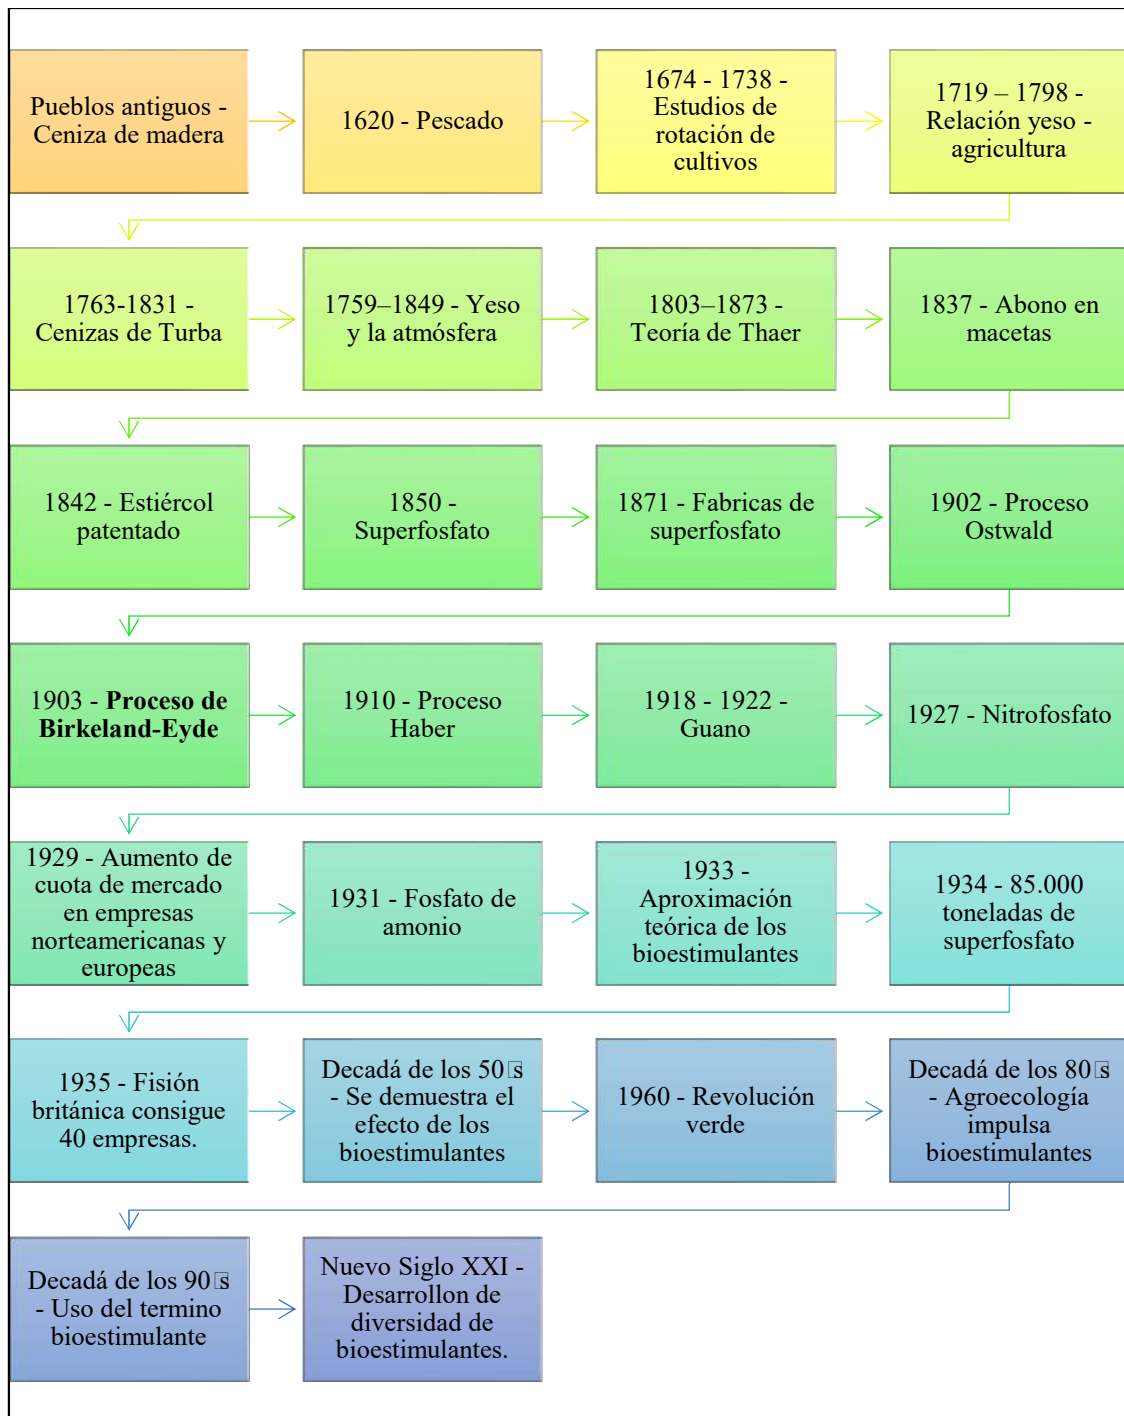 Pueblos antiguos -
Ceniza de madera
1620 - Pescado
1674 - 1738 -
Estudios de
rotación de
cultivos
1719 – 1798 -
Relación yeso -
agricultura
1763-1831 -
Cenizas de Turba
1759–1849 - Yeso
y la atmósfera
1803–1873 -
Teoría de Thaer
1837 - Abono en
macetas
1842 - Estiércol
patentado
1850 -
Superfosfato
1871 - Fabricas de
superfosfato
1902 - Proceso
Ostwald
1903 - Proceso de
Birkeland-Eyde
1910 - Proceso
Haber
1918 - 1922 -
Guano
1927 - Nitrofosfato
1929 - Aumento de
cuota de mercado
en empresas
norteamericanas y
europeas
1931 - Fosfato de
amonio
1933 -
Aproximación
teórica de los
bioestimulantes
1934 - 85.000
toneladas de
superfosfato
1935 - Fisión
británica consigue
40 empresas.
Decadá de los 50 s
- Se demuestra el
efecto de los
bioestimulantes
1960 - Revolución
verde
Decadá de los 80 s
- Agroecología
impulsa
bioestimulantes
Decadá de los 90 s
- Uso del termino
bioestimulante
Nuevo Siglo XXI -
Desarrollon de
diversidad de
bioestimulantes.